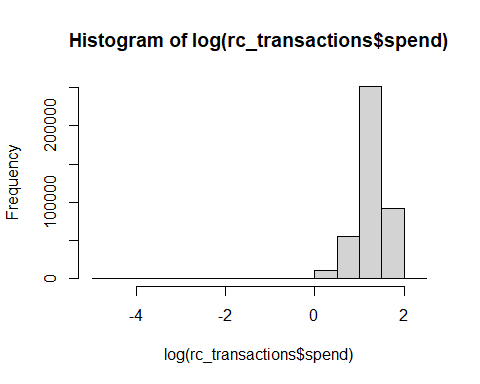 Histogram of log(rc_transactions$spend)
Frequency
200000
100000
0
-4 -2 0 2
log(rc_transactions$spend)